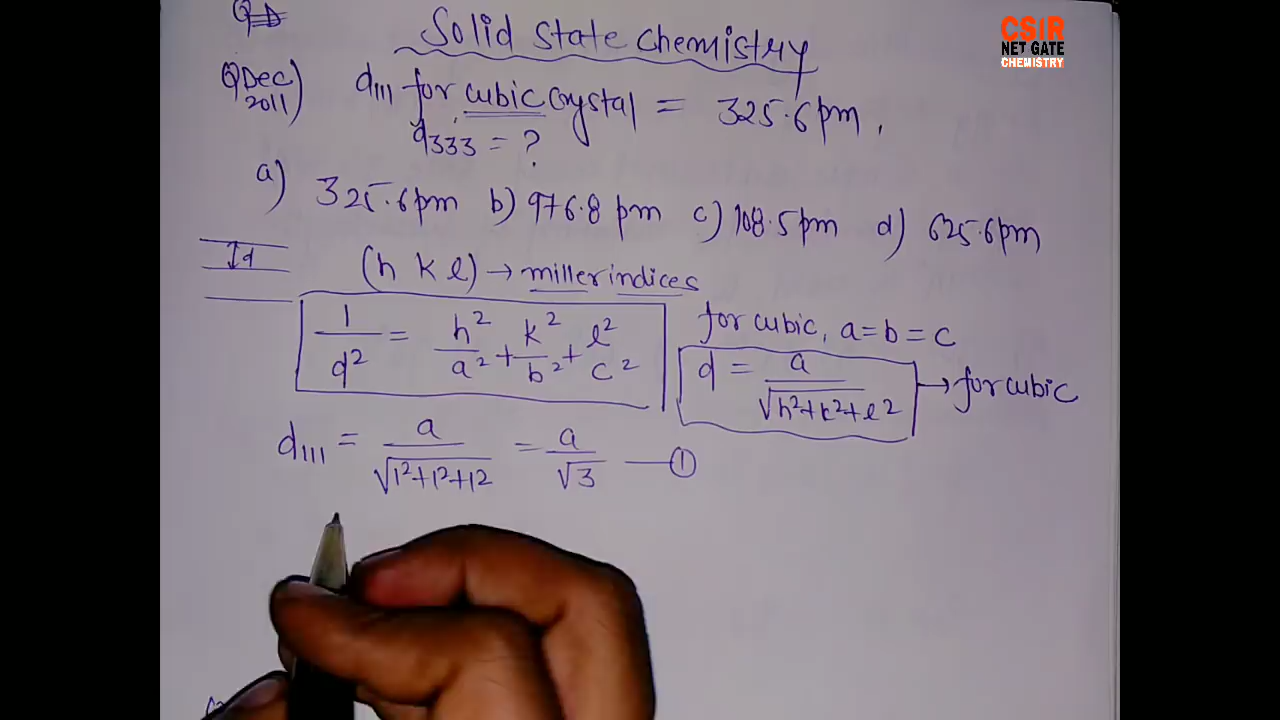 Solid State Chemistry
CSIR
NET GATE
CHEMISTRY
Q Dec 2011) d111 for cubic crystal = 325.6 pm,
d333 = ?
a) 325.6 pm b) 976.8 pm c) 108.5 pm d) 625.6 pm
d
(h k l) → miller indices
1/d² = h²/a² + k²/b² + l²/c²
for cubic, a = b = c
d = a/√h²+k²+l² → for cubic
d111 = a/√1²+1²+12 = a/√3 — ①